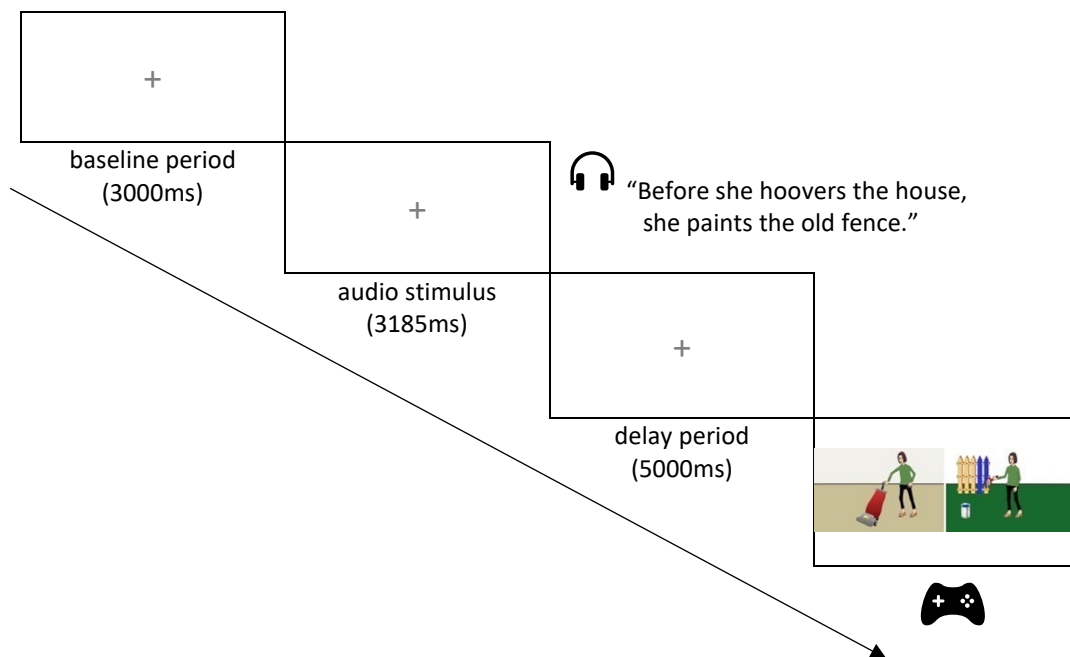 baseline period
(3000ms)
audio stimulus
(3185ms)
“Before she hoovers the house,
she paints the old fence.”
delay period
(5000ms)